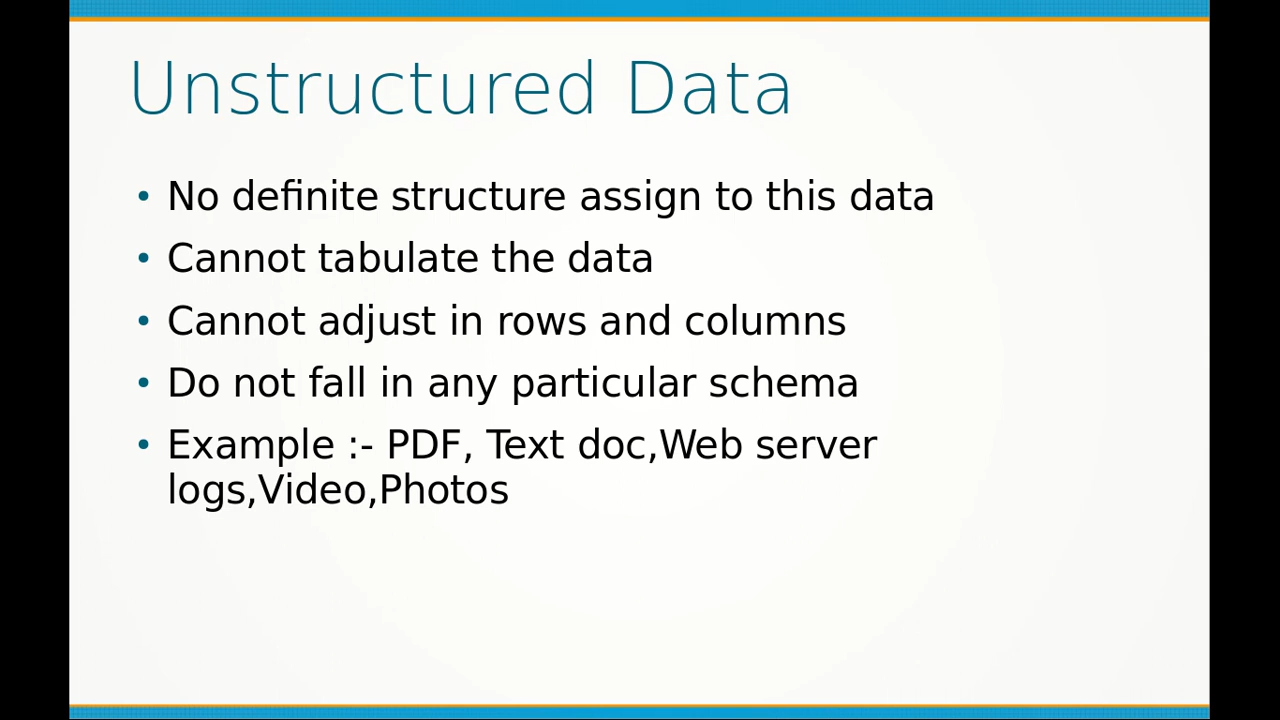 Unstructured Data
• No definite structure assign to this data
• Cannot tabulate the data
• Cannot adjust in rows and columns
• Do not fall in any particular schema
• Example :- PDF, Text doc,Web server
logs,Video,Photos